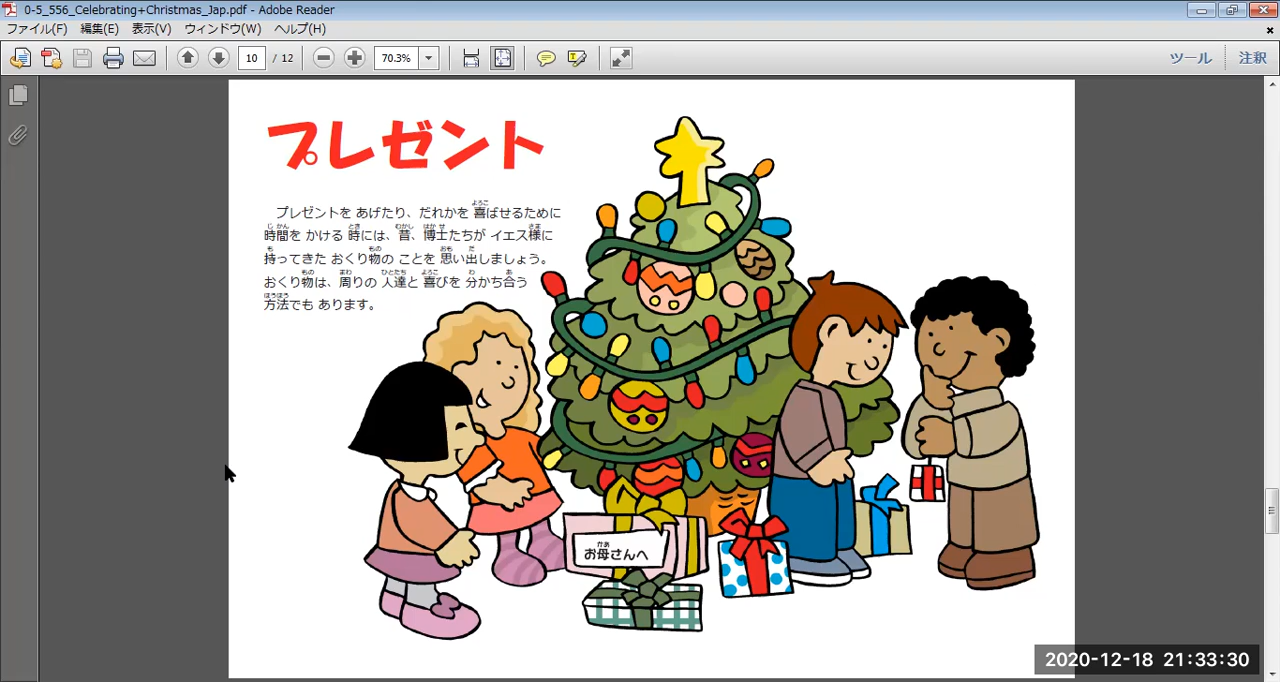 0-5_556_Celebrating+Christmas_Jap.pdf - Adobe Reader
ファイル(F) 編集(E) 表示(V) ウィンドウ(W) ヘルプ(H)
10 / 12 70.3% ツール 注釈
プレゼント
プレゼントを あげたり、だれかを 喜ばせるために
時間を かける 時には、昔、博士たちが イエス様に
持ってきた おくり物の ことを 思い出しましょう。
おくり物は、周りの 人達と 喜びを 分かち合う
方法でも あります。
お母さんへ
2020-12-18 21:33:30